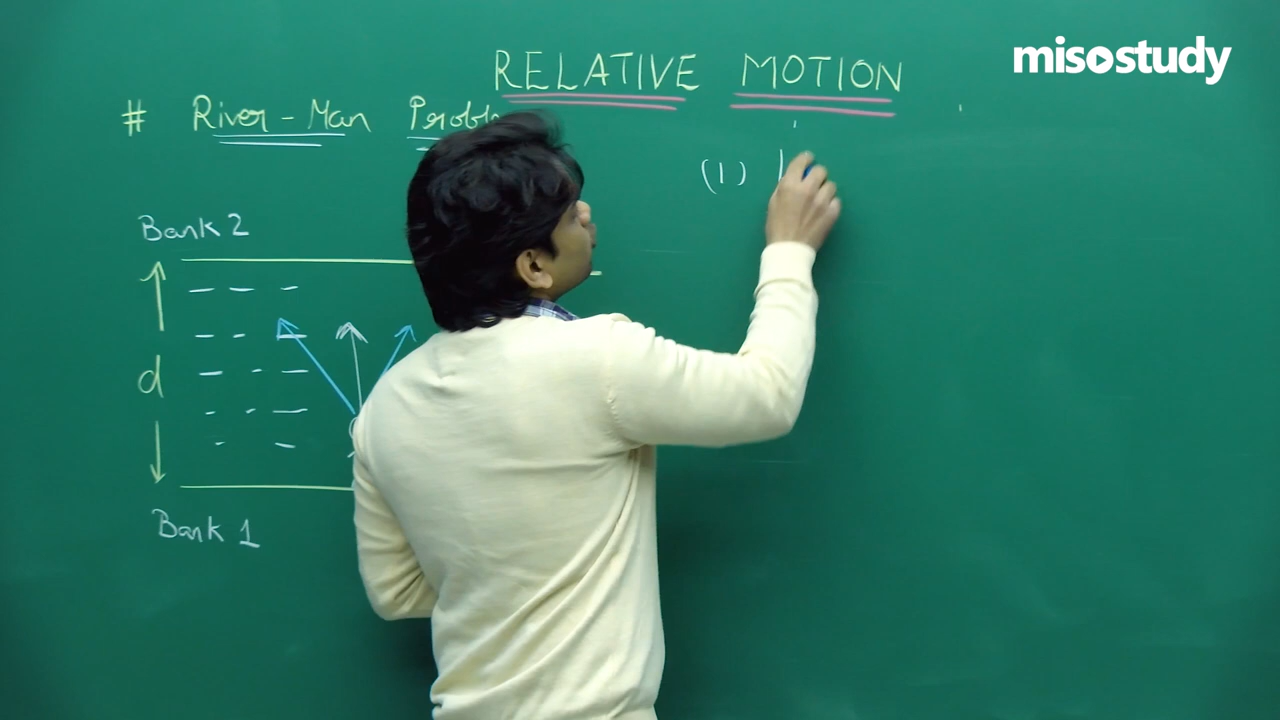 misostudy
RELATIVE MOTION
# River-Man
(1)
Bank 2
d
Bank 1